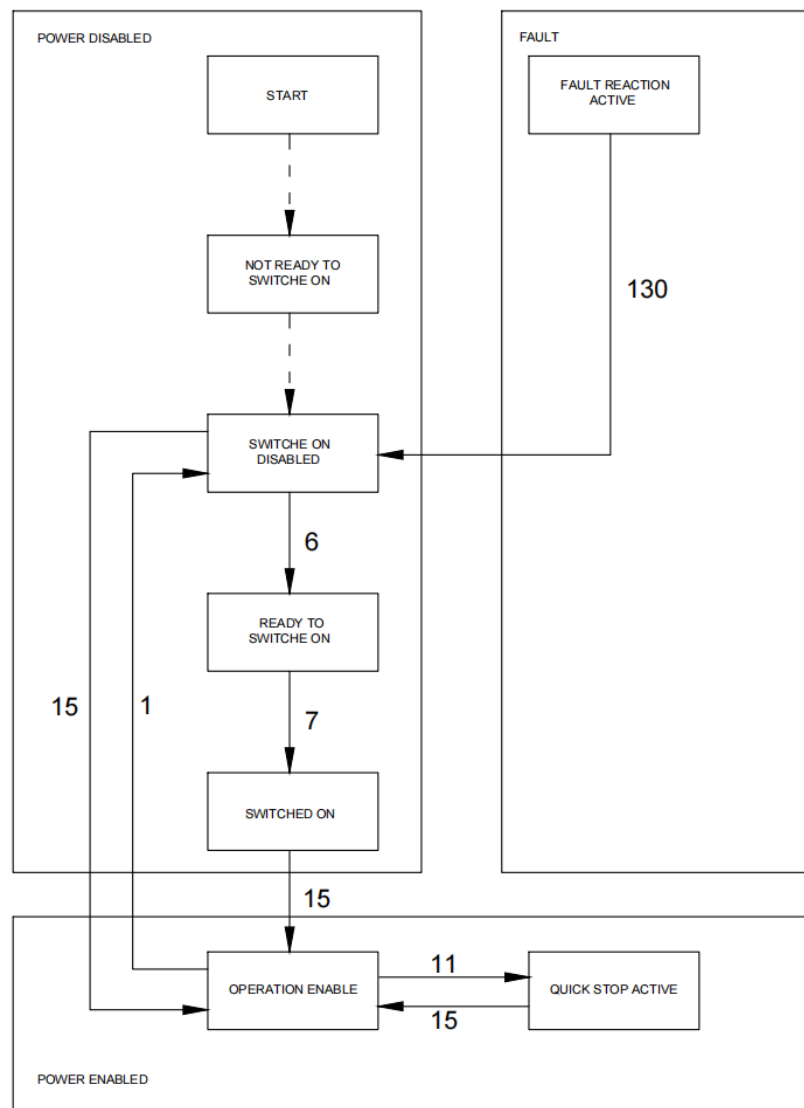 POWER DISABLED
START
NOT READY TO
SWITCHE ON
SWITCHE ON
DISABLED
6
READY TO
SWITCHE ON
15
1
7
SWITCHED ON
15
FAULT
FAULT REACTION
ACTIVE
130
OPERATION ENABLE
11
15
QUICK STOP ACTIVE
POWER ENABLED